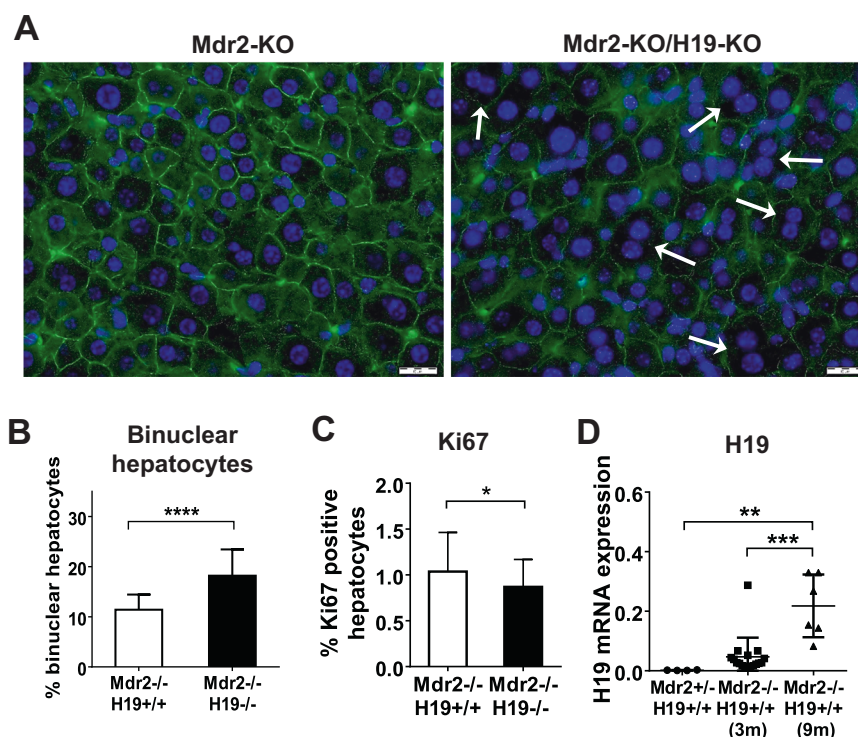 A
Mdr2-KO
Mdr2-KO/H19-KO
B
Binuclear
hepatocytes
% binuclear hepatocytes
30
20
10
0
****
Mdr2-/-
H19+/+
Mdr2-/-
H19-/-
C
Ki67
% Ki67 positive
hepatocytes
2.0
1.5
1.0
0.5
0.0
*
Mdr2-/-
H19+/+
Mdr2-/-
H19-/-
D
H19
H19 mRNA expression
0.6
0.4
0.2
0.0
**
***
Mdr2+/-
H19+/+
Mdr2-/-
H19+/+
(3m)
Mdr2-/-
H19+/+
(9m)